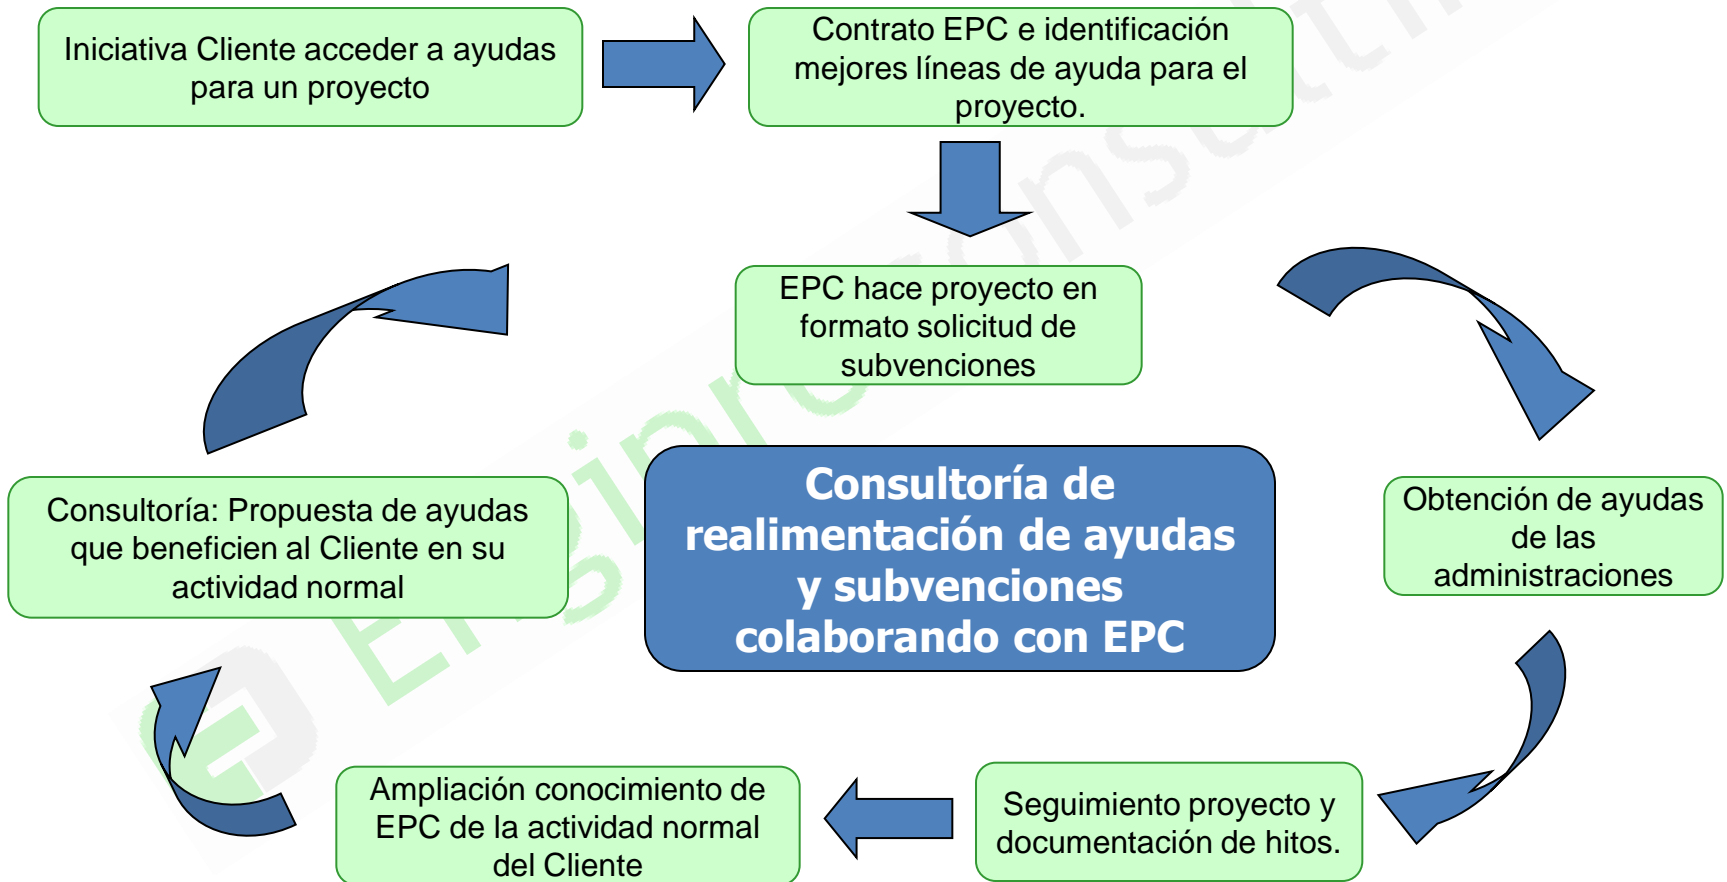 Iniciativa Cliente acceder a ayudas
para un proyecto
Contrato EPC e identificación
mejores líneas de ayuda para el
proyecto.
EPC hace proyecto en
formato solicitud de
subvenciones
Consultoría: Propuesta de ayudas
que beneficien al Cliente en su
actividad normal
Consultoría de
realimentación de ayudas
y subvenciones
colaborando con EPC
Obtención de ayudas
de las
administraciones
Ampliación conocimiento de
EPC de la actividad normal
del Cliente
Seguimiento proyecto y
documentación de hitos.